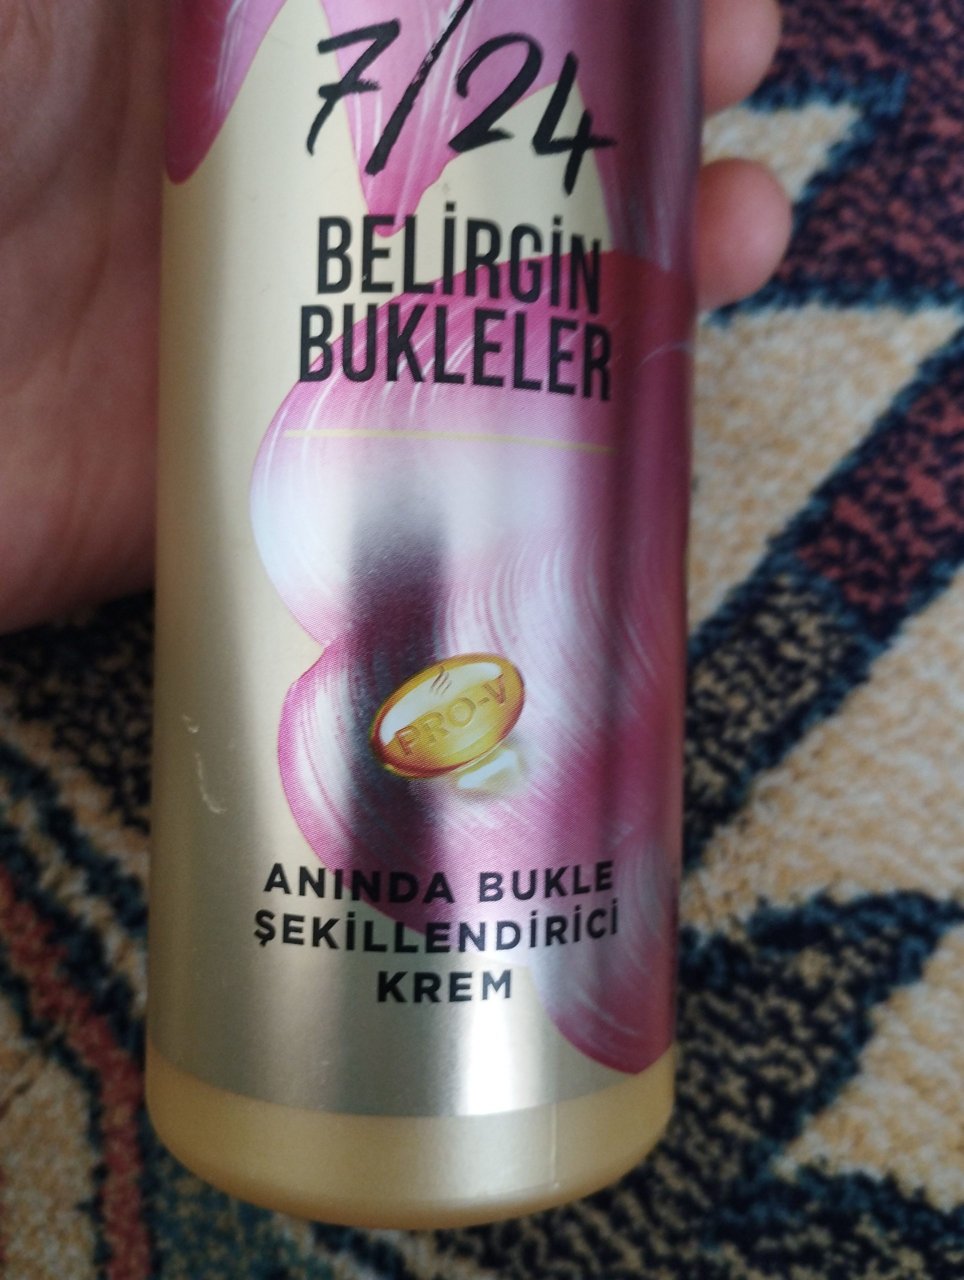 7/24
BELİRGİN
BUKLELER
PRO-V
ANINDA BUKLE
ŞEKİLLENDİRİCİ
KREM